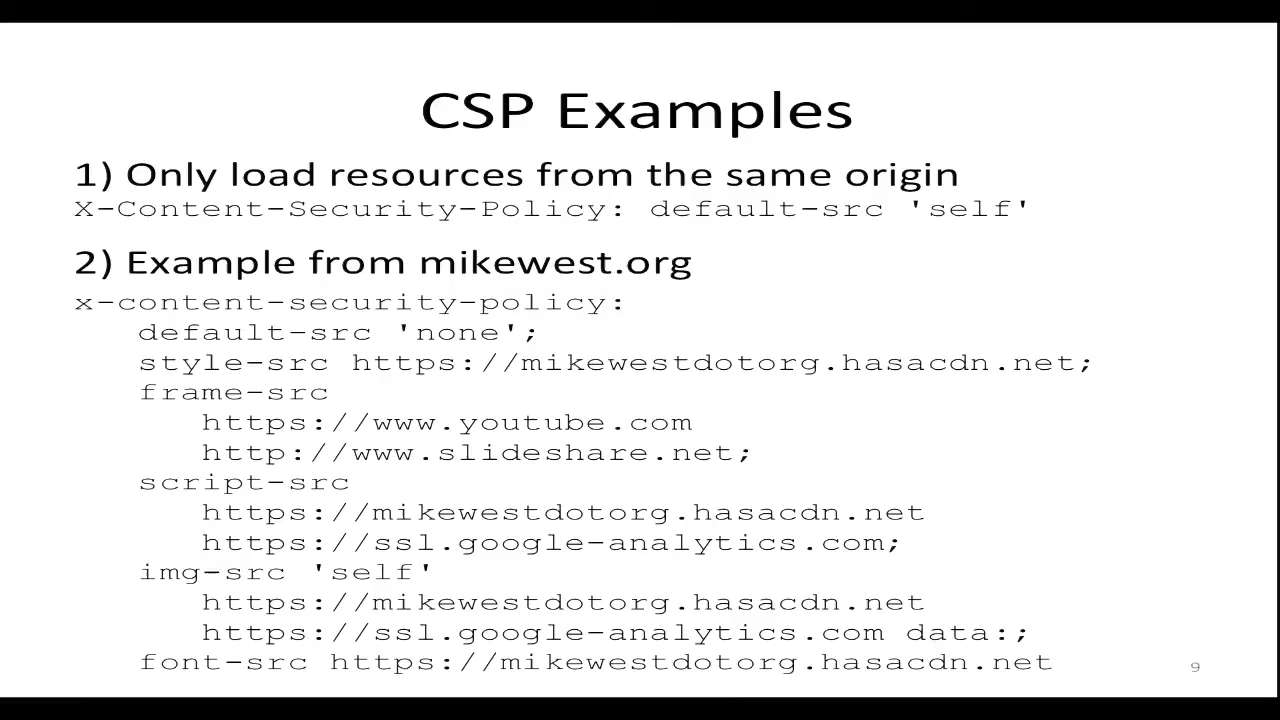 CSP Examples
1) Only load resources from the same origin
X-Content-Security-Policy: default-src 'self'
2) Example from mikewest.org
x-content-security-policy:
default-src 'none';
style-src https://mikewestdotorg.hasacdn.net;
frame-src
https://www.youtube.com
http://www.slideshare.net;
script-src
https://mikewestdotorg.hasacdn.net
https://ssl.google-analytics.com;
img-src 'self'
https://mikewestdotorg.hasacdn.net
https://ssl.google-analytics.com data:;
font-src https://mikewestdotorg.hasacdn.net
9